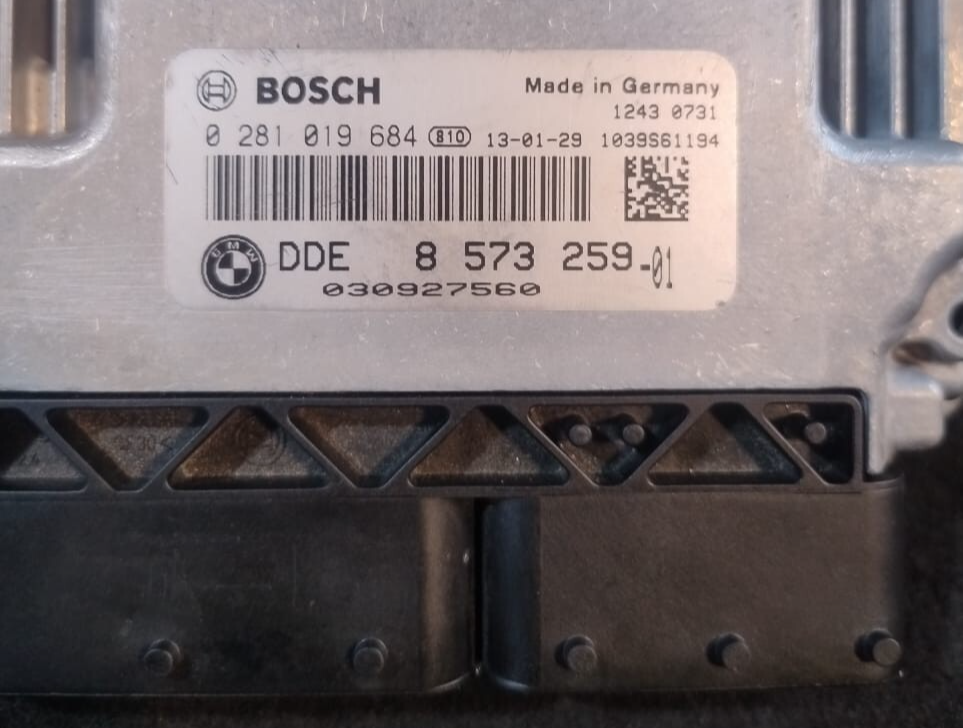 BOSCH Made in Germany
1243 0731
0 281 019 684 810 13-01-29 1039S61194
BMW DDE 8 573 259-01
030927560